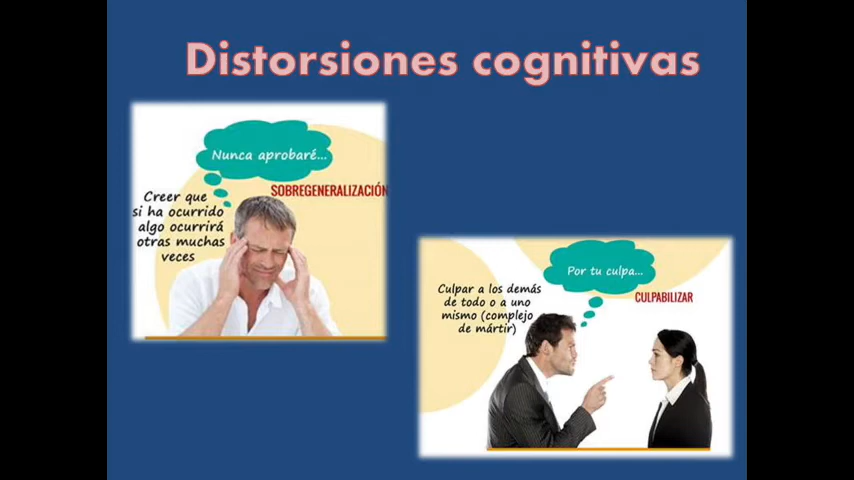 Distorsiones cognitivas
Nunca aprobaré...
SOBREGENERALIZACIÓN
Creer que
si ha ocurrido
algo ocurrirá
otras muchas
veces
Por tu culpa...
CULPABILIZAR
Culpar a los demás
de todo o a uno
mismo (complejo
de mártir)